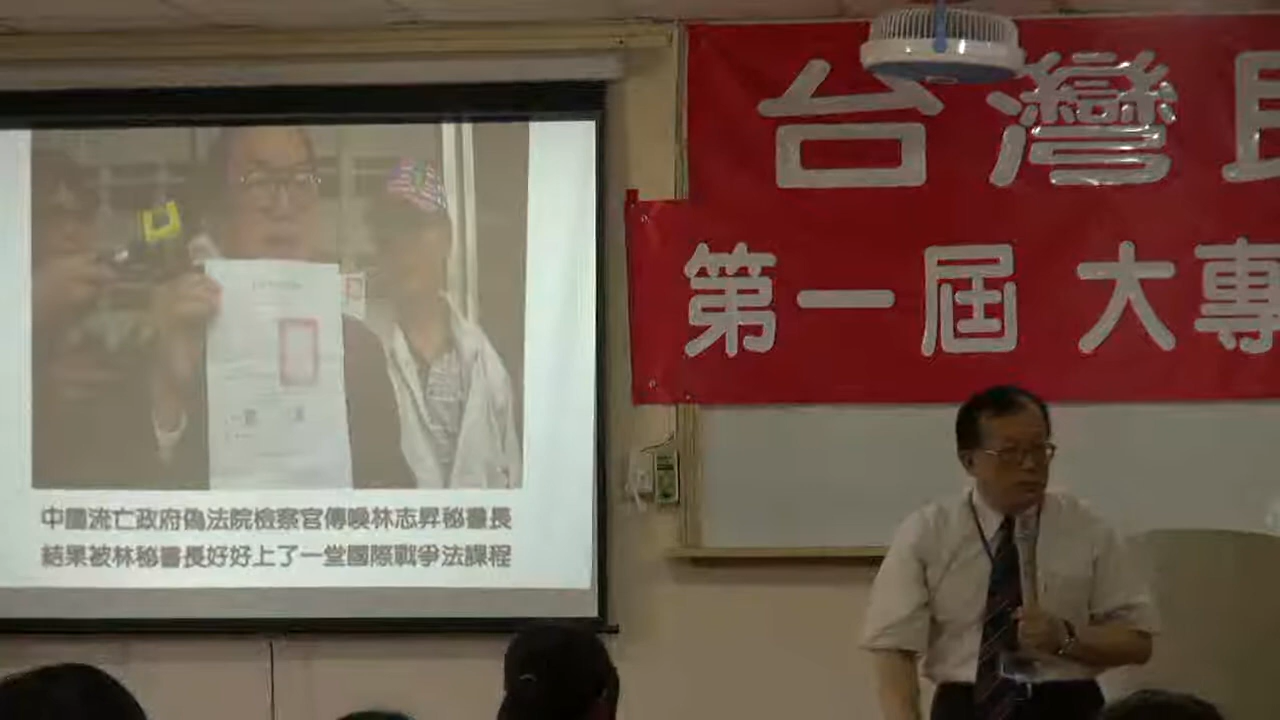 中國流亡政府偽法院檢察官傳喚林志昇秘書長
結果被林秘書長好好上了一堂國際戰爭法課程
台灣民
第一屆 大專